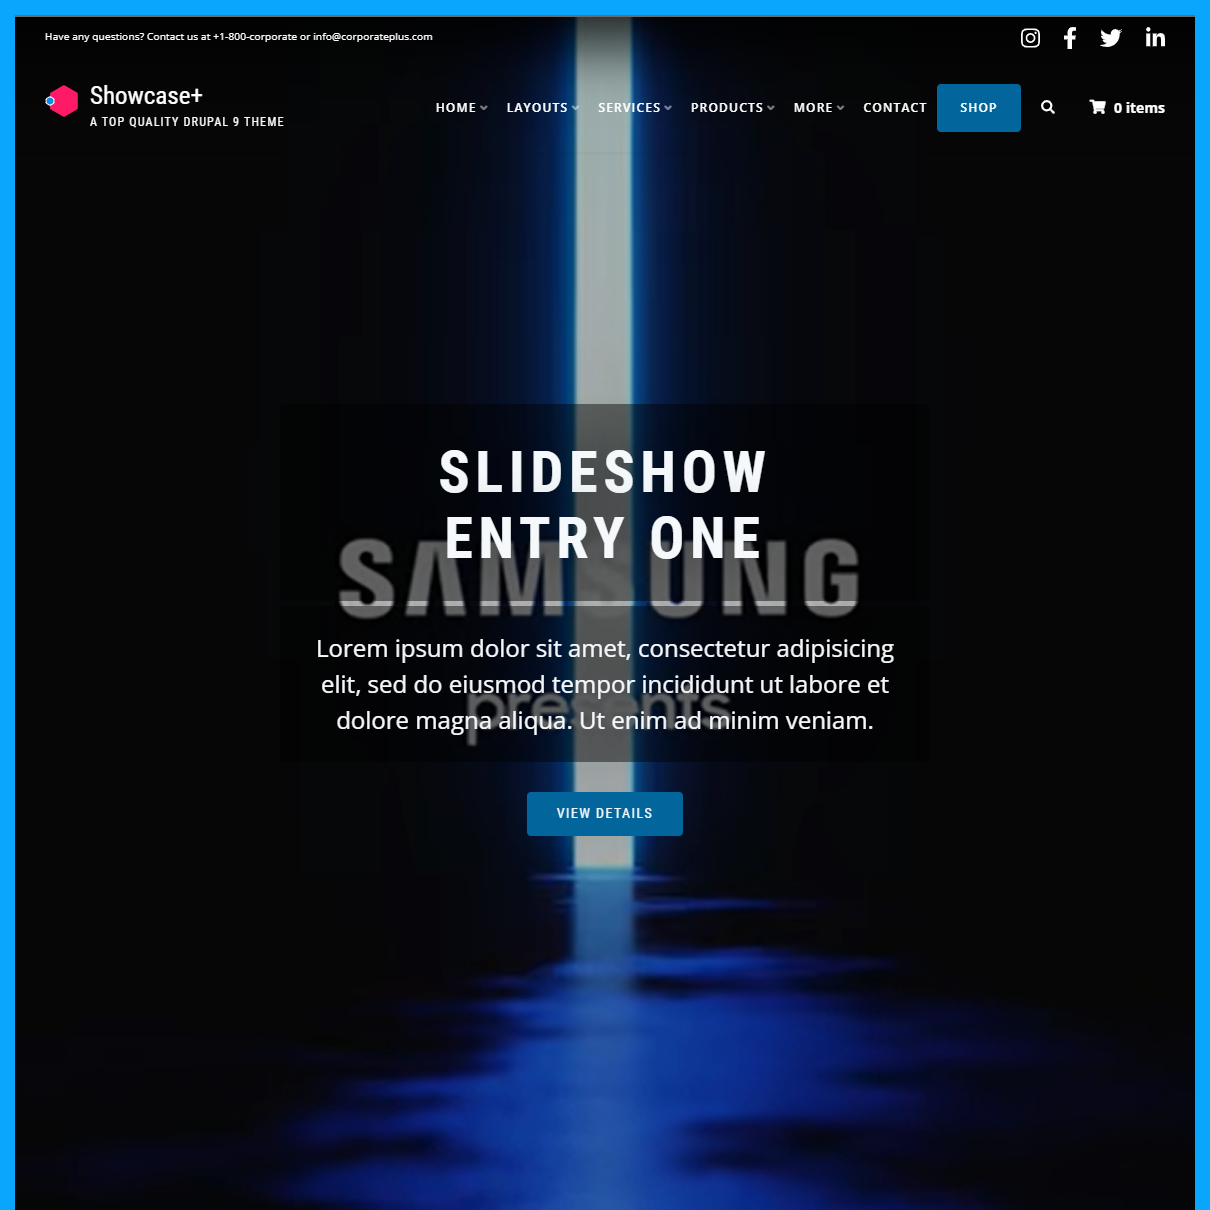 Have any questions? Contact us at +1-800-corporate or info@corporateplus.com
Showcase+
A TOP QUALITY DRUPAL 9 THEME
HOME LAYOUTS SERVICES PRODUCTS MORE CONTACT SHOP 0 items
SLIDESHOW
ENTRY ONE
SAMSUNG
Lorem ipsum dolor sit amet, consectetur adipisicing
elit, sed do eiusmod tempor incididunt ut labore et
dolore magna aliqua. Ut enim ad minim veniam.
presents
VIEW DETAILS